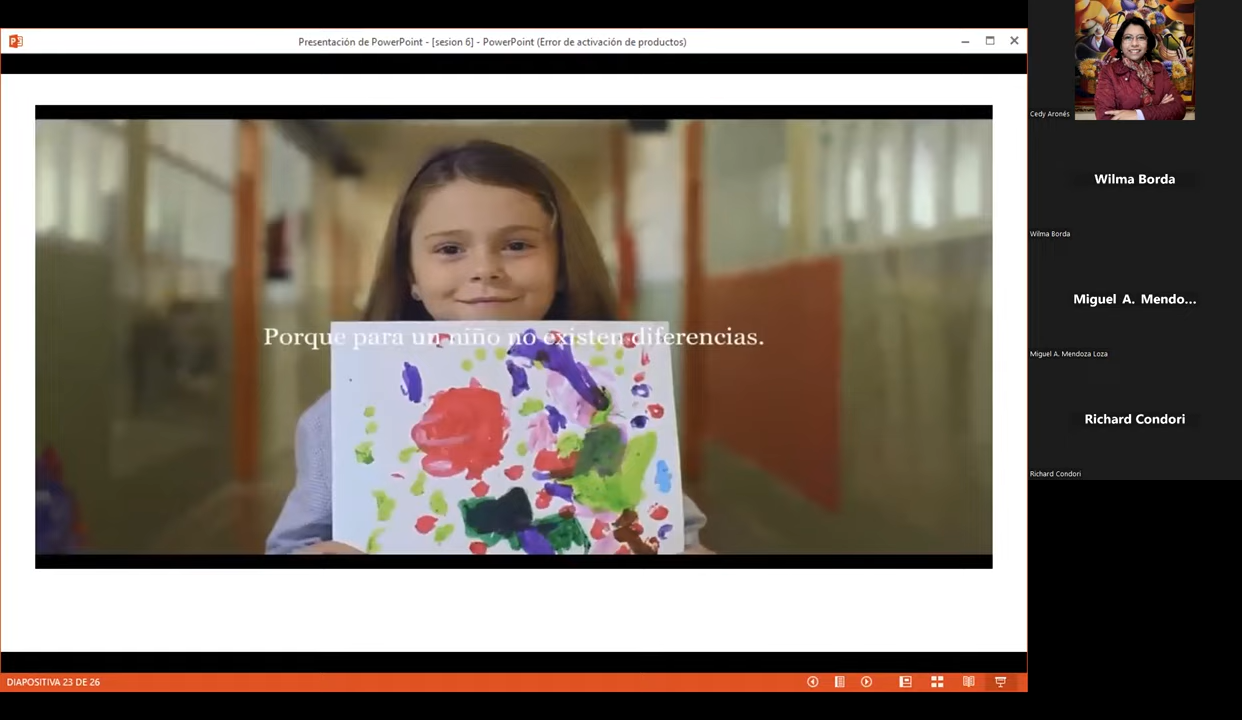 Presentación de PowerPoint - [sesion 6] - PowerPoint (Error de activación de productos)
Porque para un niño no existen diferencias.
DIAPOSITIVA 23 DE 26
Cedy Aronés
Wilma Borda
Wilma Borda
Miguel A. Mendo...
Miguel A. Mendoza Loza
Richard Condori
Richard Condori